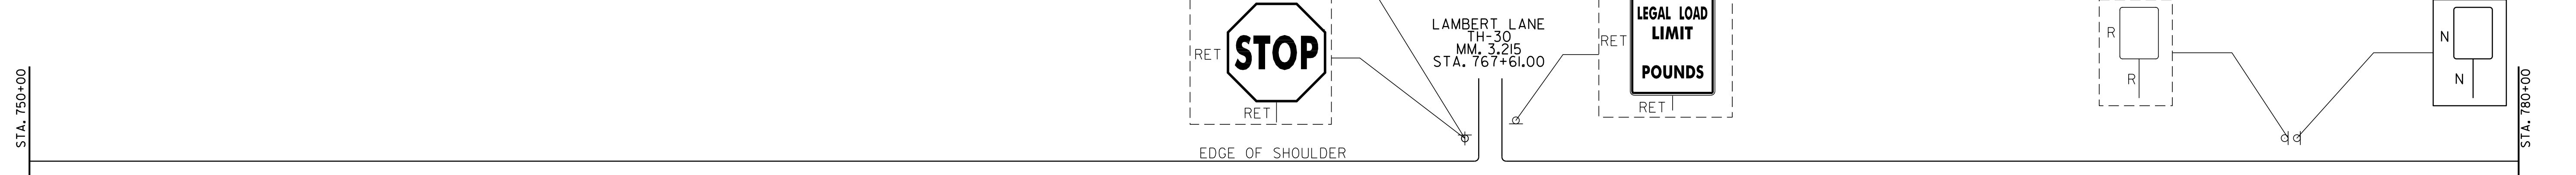 STA. 750+00
RET
STOP
RET
EDGE OF SHOULDER
LAMBERT LANE
TH-30
MM. 3.215
STA. 767+61.00
RET
LEGAL LOAD
LIMIT
POUNDS
RET
R
R
N
N
STA. 780+00